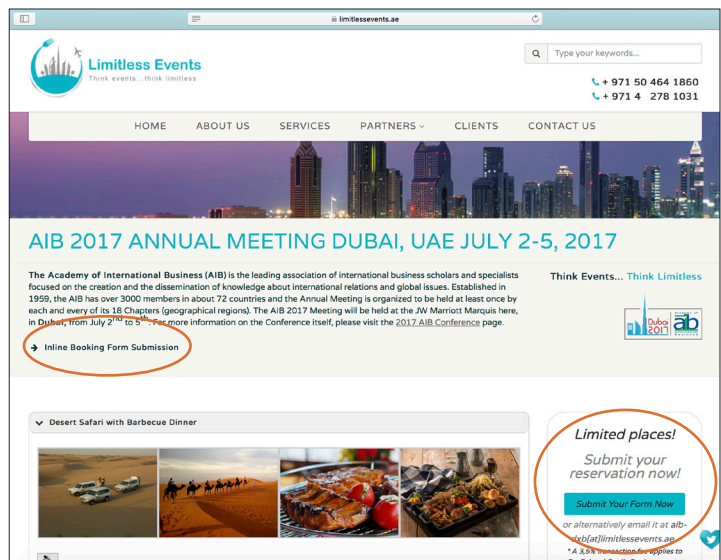 limitlessevents.ae
Limitless Events
Think events...think limitless
Type your keywords...
+ 971 50 464 1860
+ 971 4 278 1031
HOME ABOUT US SERVICES PARTNERS CLIENTS CONTACT US
AIB 2017 ANNUAL MEETING DUBAI, UAE JULY 2-5, 2017
The Academy of International Business (AIB) is the leading association of international business scholars and specialists
focused on the creation and the dissemination of knowledge about international relations and global issues. Established in
1959, the AIB has over 3000 members in about 72 countries and the Annual Meeting is organized to be held at least once by
each and every of its 18 Chapters (geographical regions). The AIB 2017 Meeting will be held at the JW Marriott Marquis here,
in Dubai, from July 2nd to 5th. For more information on the Conference itself, please visit the 2017 AIB Conference page.
Inline Booking Form Submission
Think Events... Think Limitless
Dubai
2017
aib
Desert Safari with Barbecue Dinner
Limited places!
Submit your
reservation now!
Submit Your Form Now
or alternatively email it at aib-
dxb[at]limitlessevents.ae
* A 3,5% transaction fee applies to